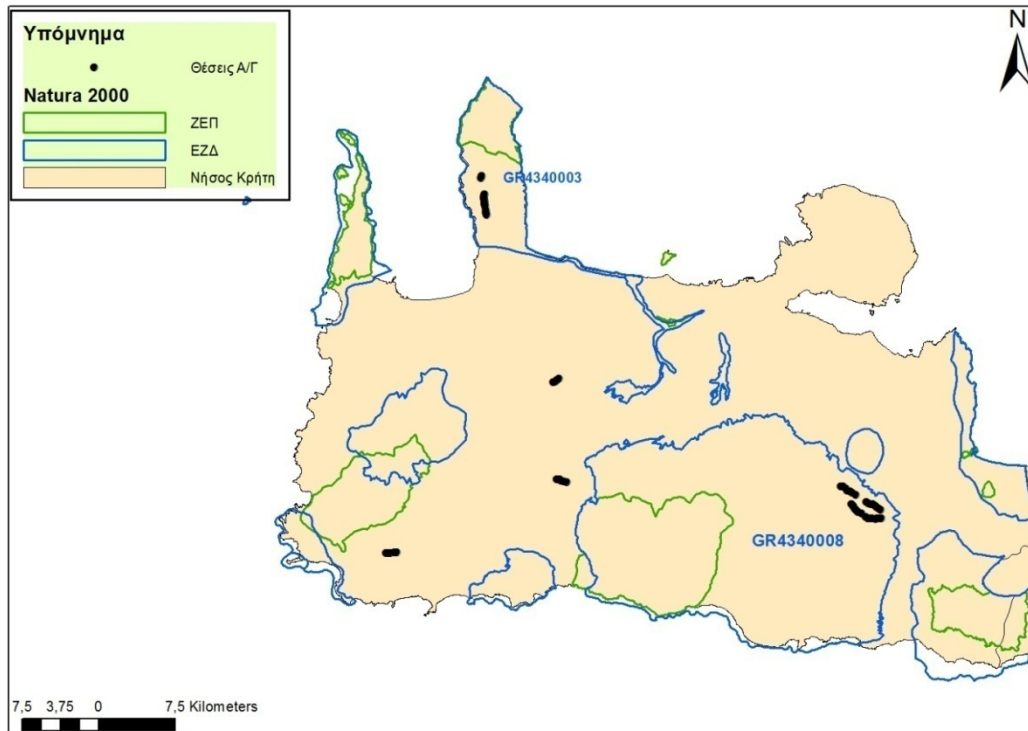 Υπόμνημα
Θέσεις Α/Γ
Natura 2000
ΖΕΠ
ΕΖΔ
Νήσος Κρήτη
N
GR4340003
GR4340008
7,5 3,75 0 7,5 Kilometers